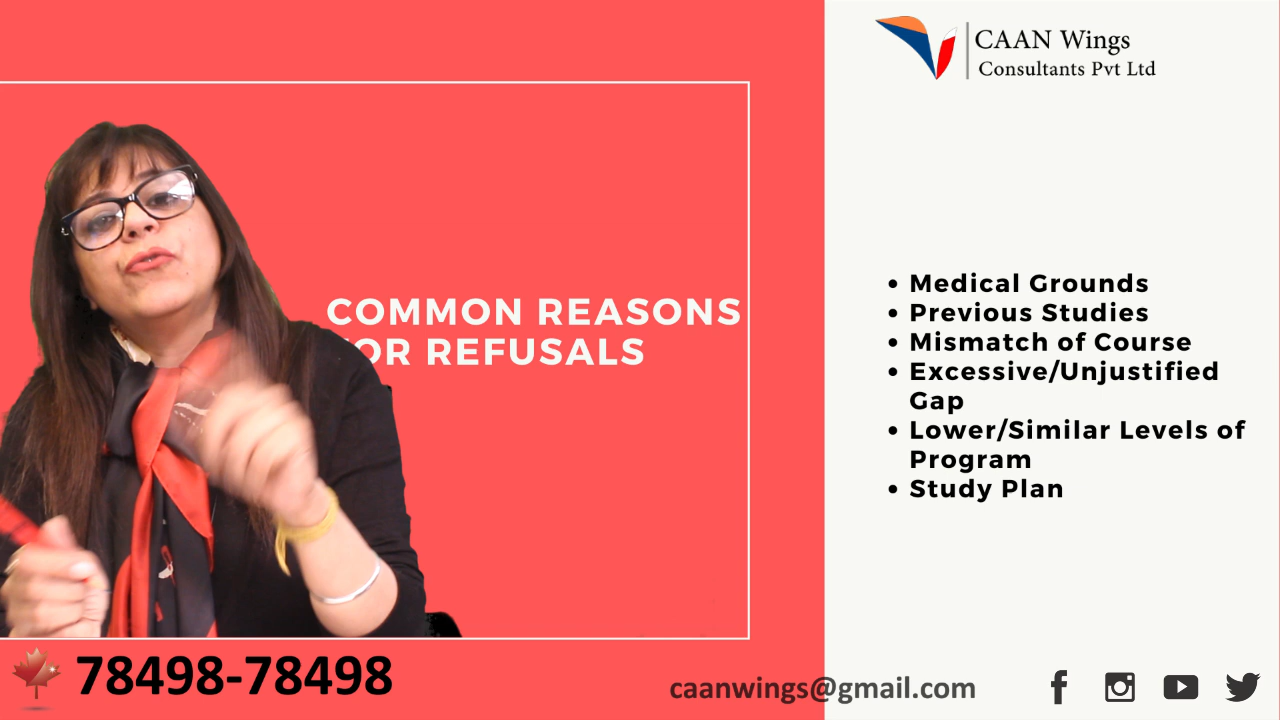 CAAN Wings
Consultants Pvt Ltd
COMMON REASONS
OR REFUSALS
• Medical Grounds
• Previous Studies
• Mismatch of Course
• Excessive/Unjustified
Gap
• Lower/Similar Levels of
Program
• Study Plan
78498-78498
caanwings@gmail.com